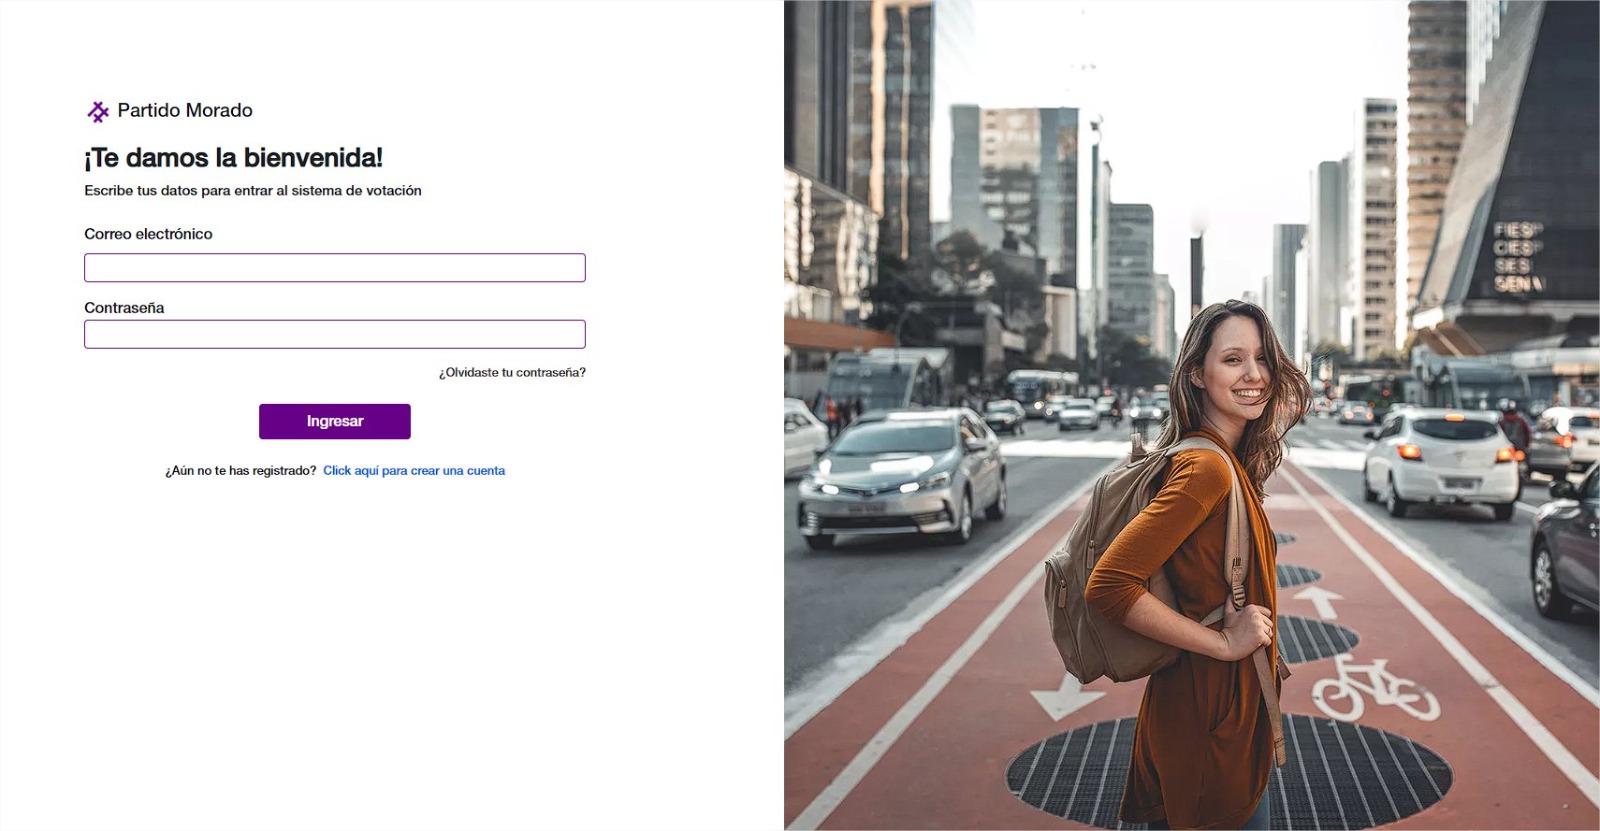 Partido Morado
¡Te damos la bienvenida!
Escribe tus datos para entrar al sistema de votación
Correo electrónico
Contraseña
¿Olvidaste tu contraseña?
Ingresar
¿Aún no te has registrado? Click aquí para crear una cuenta
FIESP
CIESP
SESI
SENAI